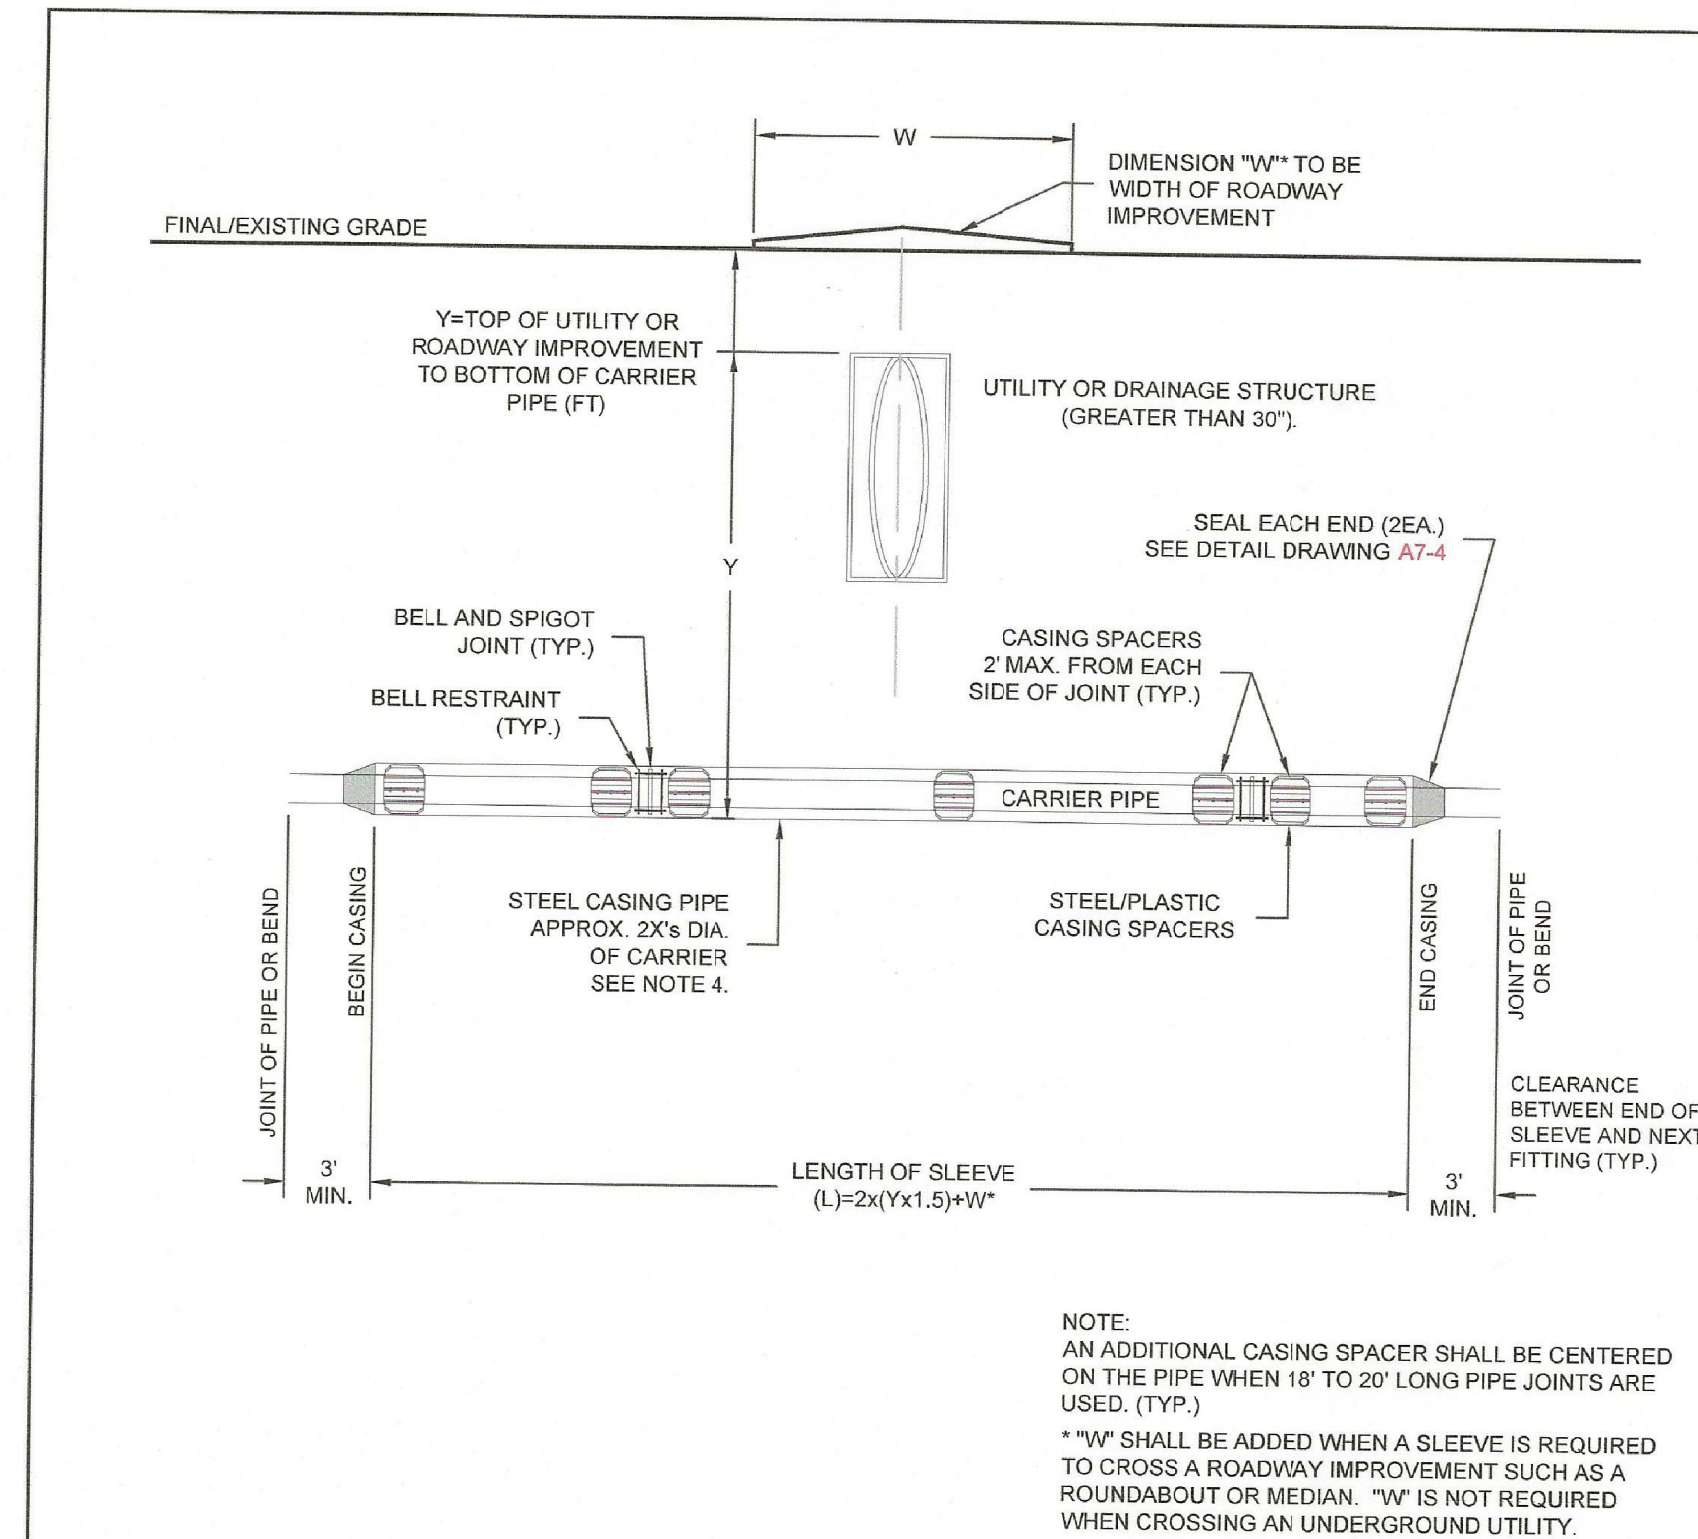 W
DIMENSION "W"* TO BE
WIDTH OF ROADWAY
IMPROVEMENT
FINAL/EXISTING GRADE
Y=TOP OF UTILITY OR
ROADWAY IMPROVEMENT
TO BOTTOM OF CARRIER
PIPE (FT)
UTILITY OR DRAINAGE STRUCTURE
(GREATER THAN 30").
SEAL EACH END (2EA.)
SEE DETAIL DRAWING A7-4
Y
BELL AND SPIGOT
JOINT (TYP.)
CASING SPACERS
2' MAX. FROM EACH
SIDE OF JOINT (TYP.)
BELL RESTRAINT
(TYP.)
CARRIER PIPE
STEEL CASING PIPE
APPROX. 2X's DIA.
OF CARRIER
SEE NOTE 4.
STEEL/PLASTIC
CASING SPACERS
JOINT OF PIPE OR BEND
BEGIN CASING
END CASING
JOINT OF PIPE
OR BEND
CLEARANCE
BETWEEN END OF
SLEEVE AND NEXT
FITTING (TYP.)
3'
MIN.
LENGTH OF SLEEVE
(L)=2x(Yx1.5)+W*
3'
MIN.
NOTE:
AN ADDITIONAL CASING SPACER SHALL BE CENTERED
ON THE PIPE WHEN 18' TO 20' LONG PIPE JOINTS ARE
USED. (TYP.)
* "W" SHALL BE ADDED WHEN A SLEEVE IS REQUIRED
TO CROSS A ROADWAY IMPROVEMENT SUCH AS A
ROUNDABOUT OR MEDIAN. "W" IS NOT REQUIRED
WHEN CROSSING AN UNDERGROUND UTILITY.